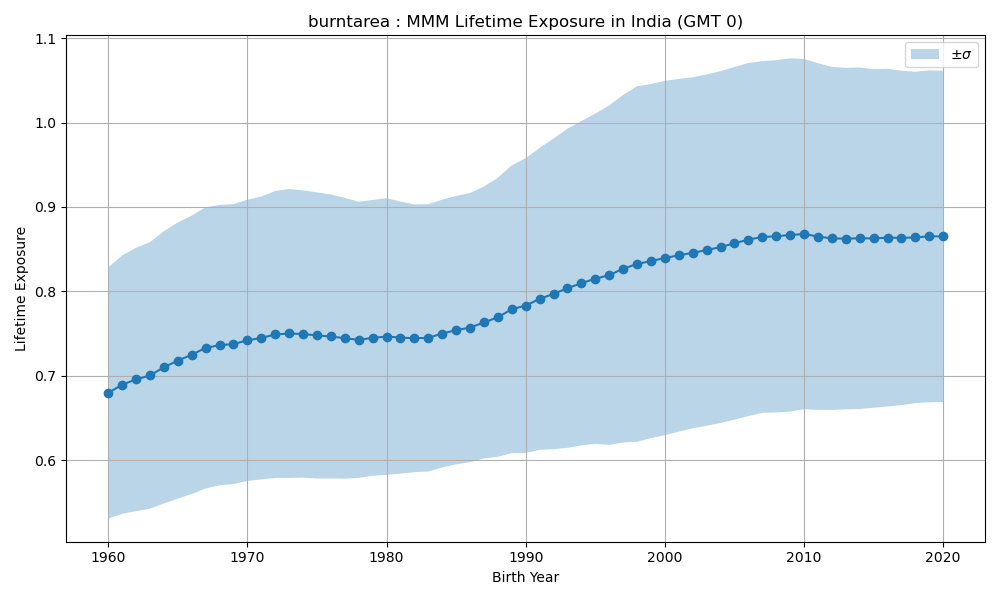 burntarea : MMM Lifetime Exposure in India (GMT 0)
±σ
Lifetime Exposure
1.1
1.0
0.9
0.8
0.7
0.6
1960 1970 1980 1990 2000 2010 2020
Birth Year